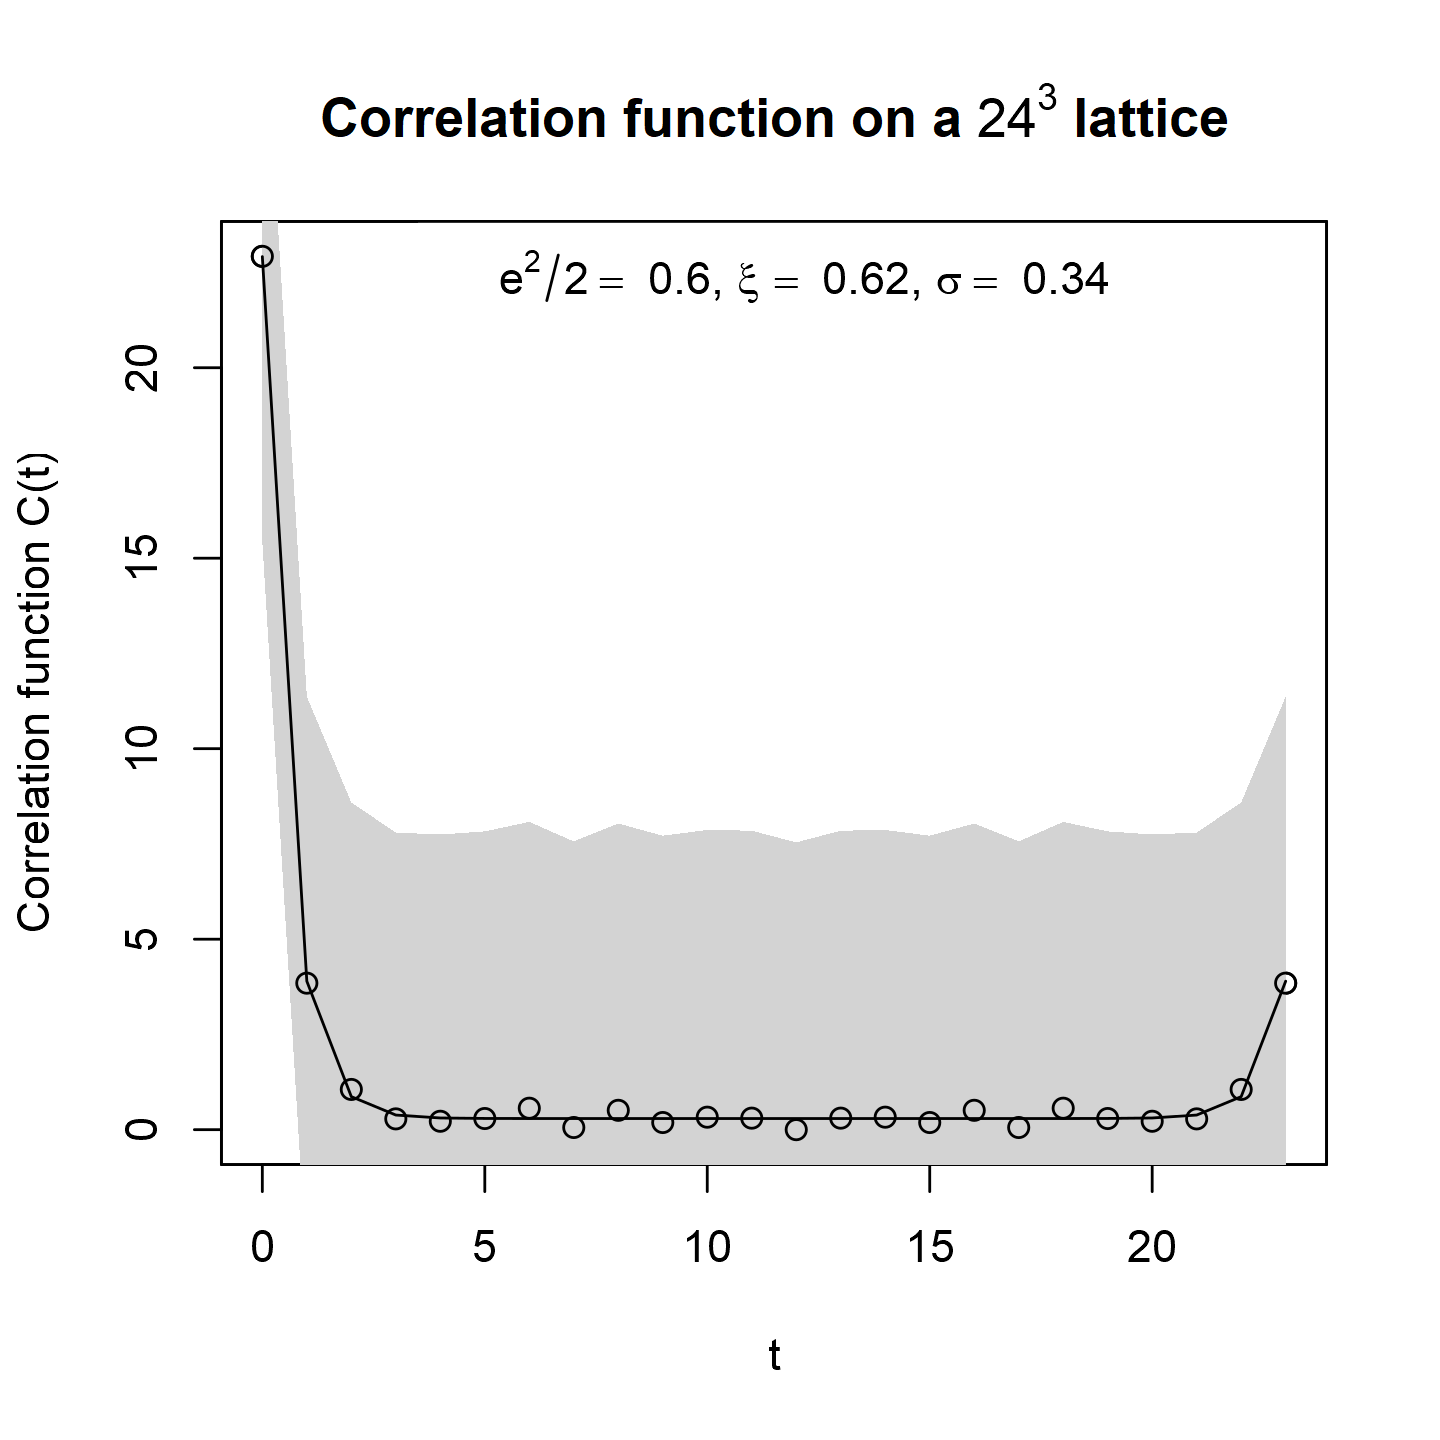 Correlation function on a 24³ lattice
e²/2 = 0.6, ξ = 0.62, σ = 0.34
Correlation function C(t)
20
15
10
5
0
0 5 10 15 20
t